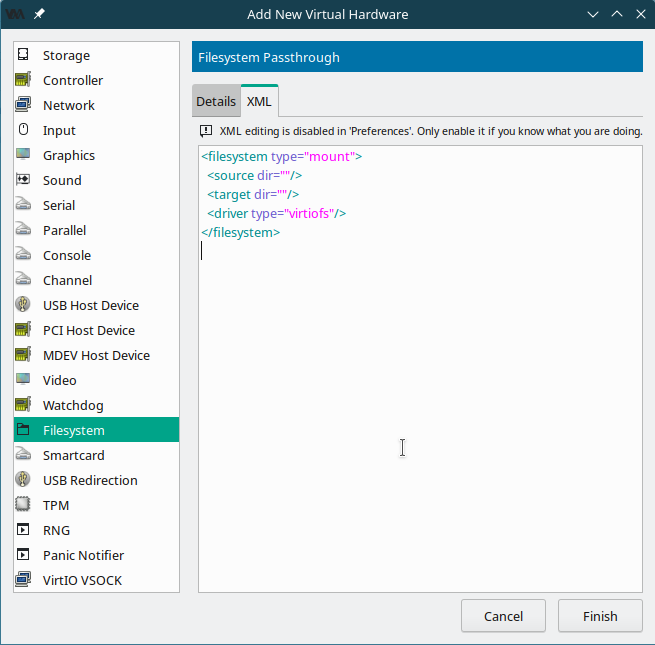 Add New Virtual Hardware
Storage
Controller
Network
Input
Graphics
Sound
Serial
Parallel
Console
Channel
USB Host Device
PCI Host Device
MDEV Host Device
Video
Watchdog
Filesystem
Smartcard
USB Redirection
TPM
RNG
Panic Notifier
VirtIO VSOCK
Filesystem Passthrough
Details XML
XML editing is disabled in 'Preferences'. Only enable it if you know what you are doing.
<filesystem type="mount">
  <source dir=""/>
  <target dir=""/>
  <driver type="virtiofs"/>
</filesystem>
Cancel Finish